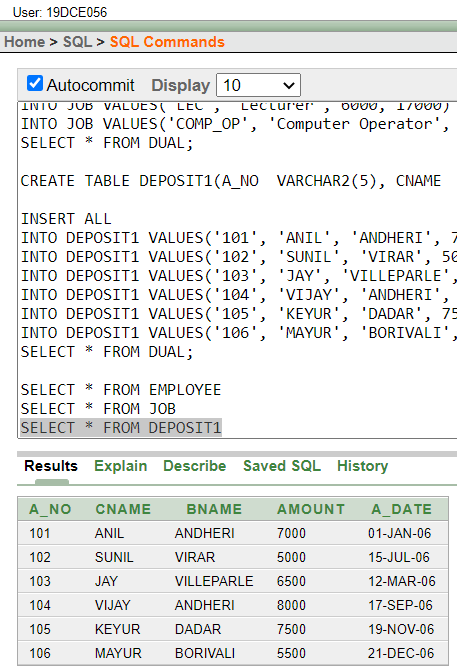 User: 19DCE056
Home > SQL > SQL Commands
Autocommit Display 10
INTO JOB VALUES('LEC', 'Lecturer', 6000, 17000)
INTO JOB VALUES('COMP_OP', 'Computer Operator',
SELECT * FROM DUAL;
CREATE TABLE DEPOSIT1(A_NO VARCHAR2(5), CNAME
INSERT ALL
INTO DEPOSIT1 VALUES('101', 'ANIL', 'ANDHERI', 7
INTO DEPOSIT1 VALUES('102', 'SUNIL', 'VIRAR', 50
INTO DEPOSIT1 VALUES('103', 'JAY', 'VILLEPARLE',
INTO DEPOSIT1 VALUES('104', 'VIJAY', 'ANDHERI',
INTO DEPOSIT1 VALUES('105', 'KEYUR', 'DADAR', 75
INTO DEPOSIT1 VALUES('106', 'MAYUR', 'BORIVALI',
SELECT * FROM DUAL;
SELECT * FROM EMPLOYEE
SELECT * FROM JOB
SELECT * FROM DEPOSIT1
Results Explain Describe Saved SQL History
A_NO CNAME BNAME AMOUNT A_DATE
101 ANIL ANDHERI 7000 01-JAN-06
102 SUNIL VIRAR 5000 15-JUL-06
103 JAY VILLEPARLE 6500 12-MAR-06
104 VIJAY ANDHERI 8000 17-SEP-06
105 KEYUR DADAR 7500 19-NOV-06
106 MAYUR BORIVALI 5500 21-DEC-06